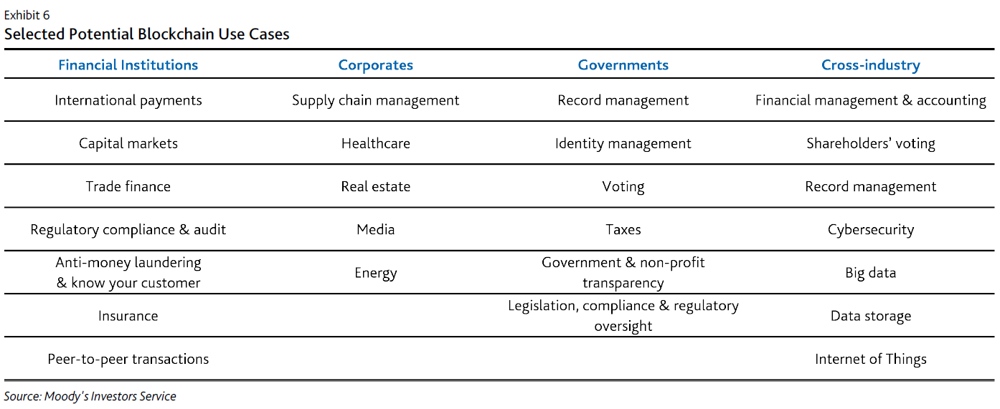 Exhibit 6
Selected Potential Blockchain Use Cases
Financial Institutions Corporates Governments Cross-industry
International payments Supply chain management Record management Financial management & accounting
Capital markets Healthcare Identity management Shareholders’ voting
Trade finance Real estate Voting Record management
Regulatory compliance & audit Media Taxes Cybersecurity
Anti-money laundering
& know your customer Energy Government & non-profit
transparency Big data
Insurance Legislation, compliance & regulatory
oversight Data storage
Peer-to-peer transactions Internet of Things
Source: Moody’s Investors Service